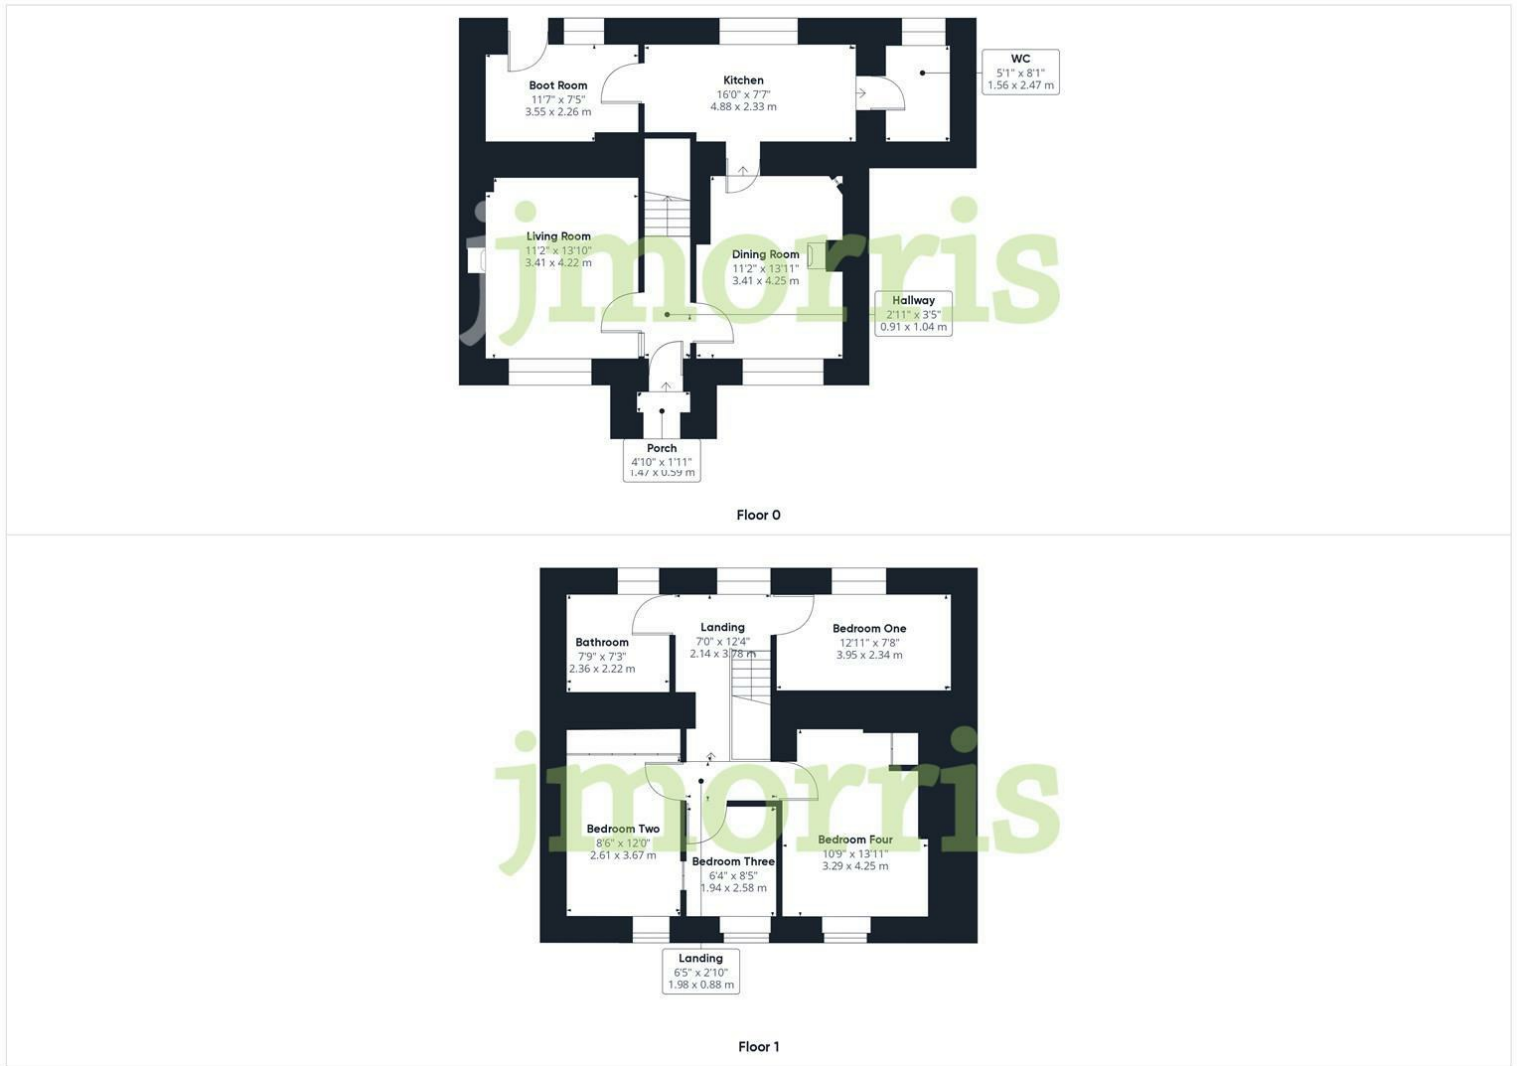 Boot Room
11'7" x 7'5"
3.55 x 2.26 m
Kitchen
16'0" x 7'7"
4.88 x 2.33 m
WC
5'1" x 8'1"
1.56 x 2.47 m
Living Room
11'2" x 13'10"
3.41 x 4.22 m
Dining Room
11'2" x 13'11"
3.41 x 4.25 m
Hallway
2'11" x 3'5"
0.91 x 1.04 m
jjmorris
Porch
4'10" x 1'11"
1.47 x 0.59 m
Floor 0
Bathroom
7'9" x 7'3"
2.36 x 2.22 m
Landing
7'0" x 12'4"
2.14 x 3.78 m
Bedroom One
12'11" x 7'8"
3.95 x 2.34 m
Bedroom Two
8'6" x 12'0"
2.61 x 3.67 m
Bedroom Three
6'4" x 8'5"
1.94 x 2.58 m
Bedroom Four
10'9" x 13'11"
3.29 x 4.25 m
jmorris
Landing
6'5" x 2'10"
1.98 x 0.88 m
Floor 1